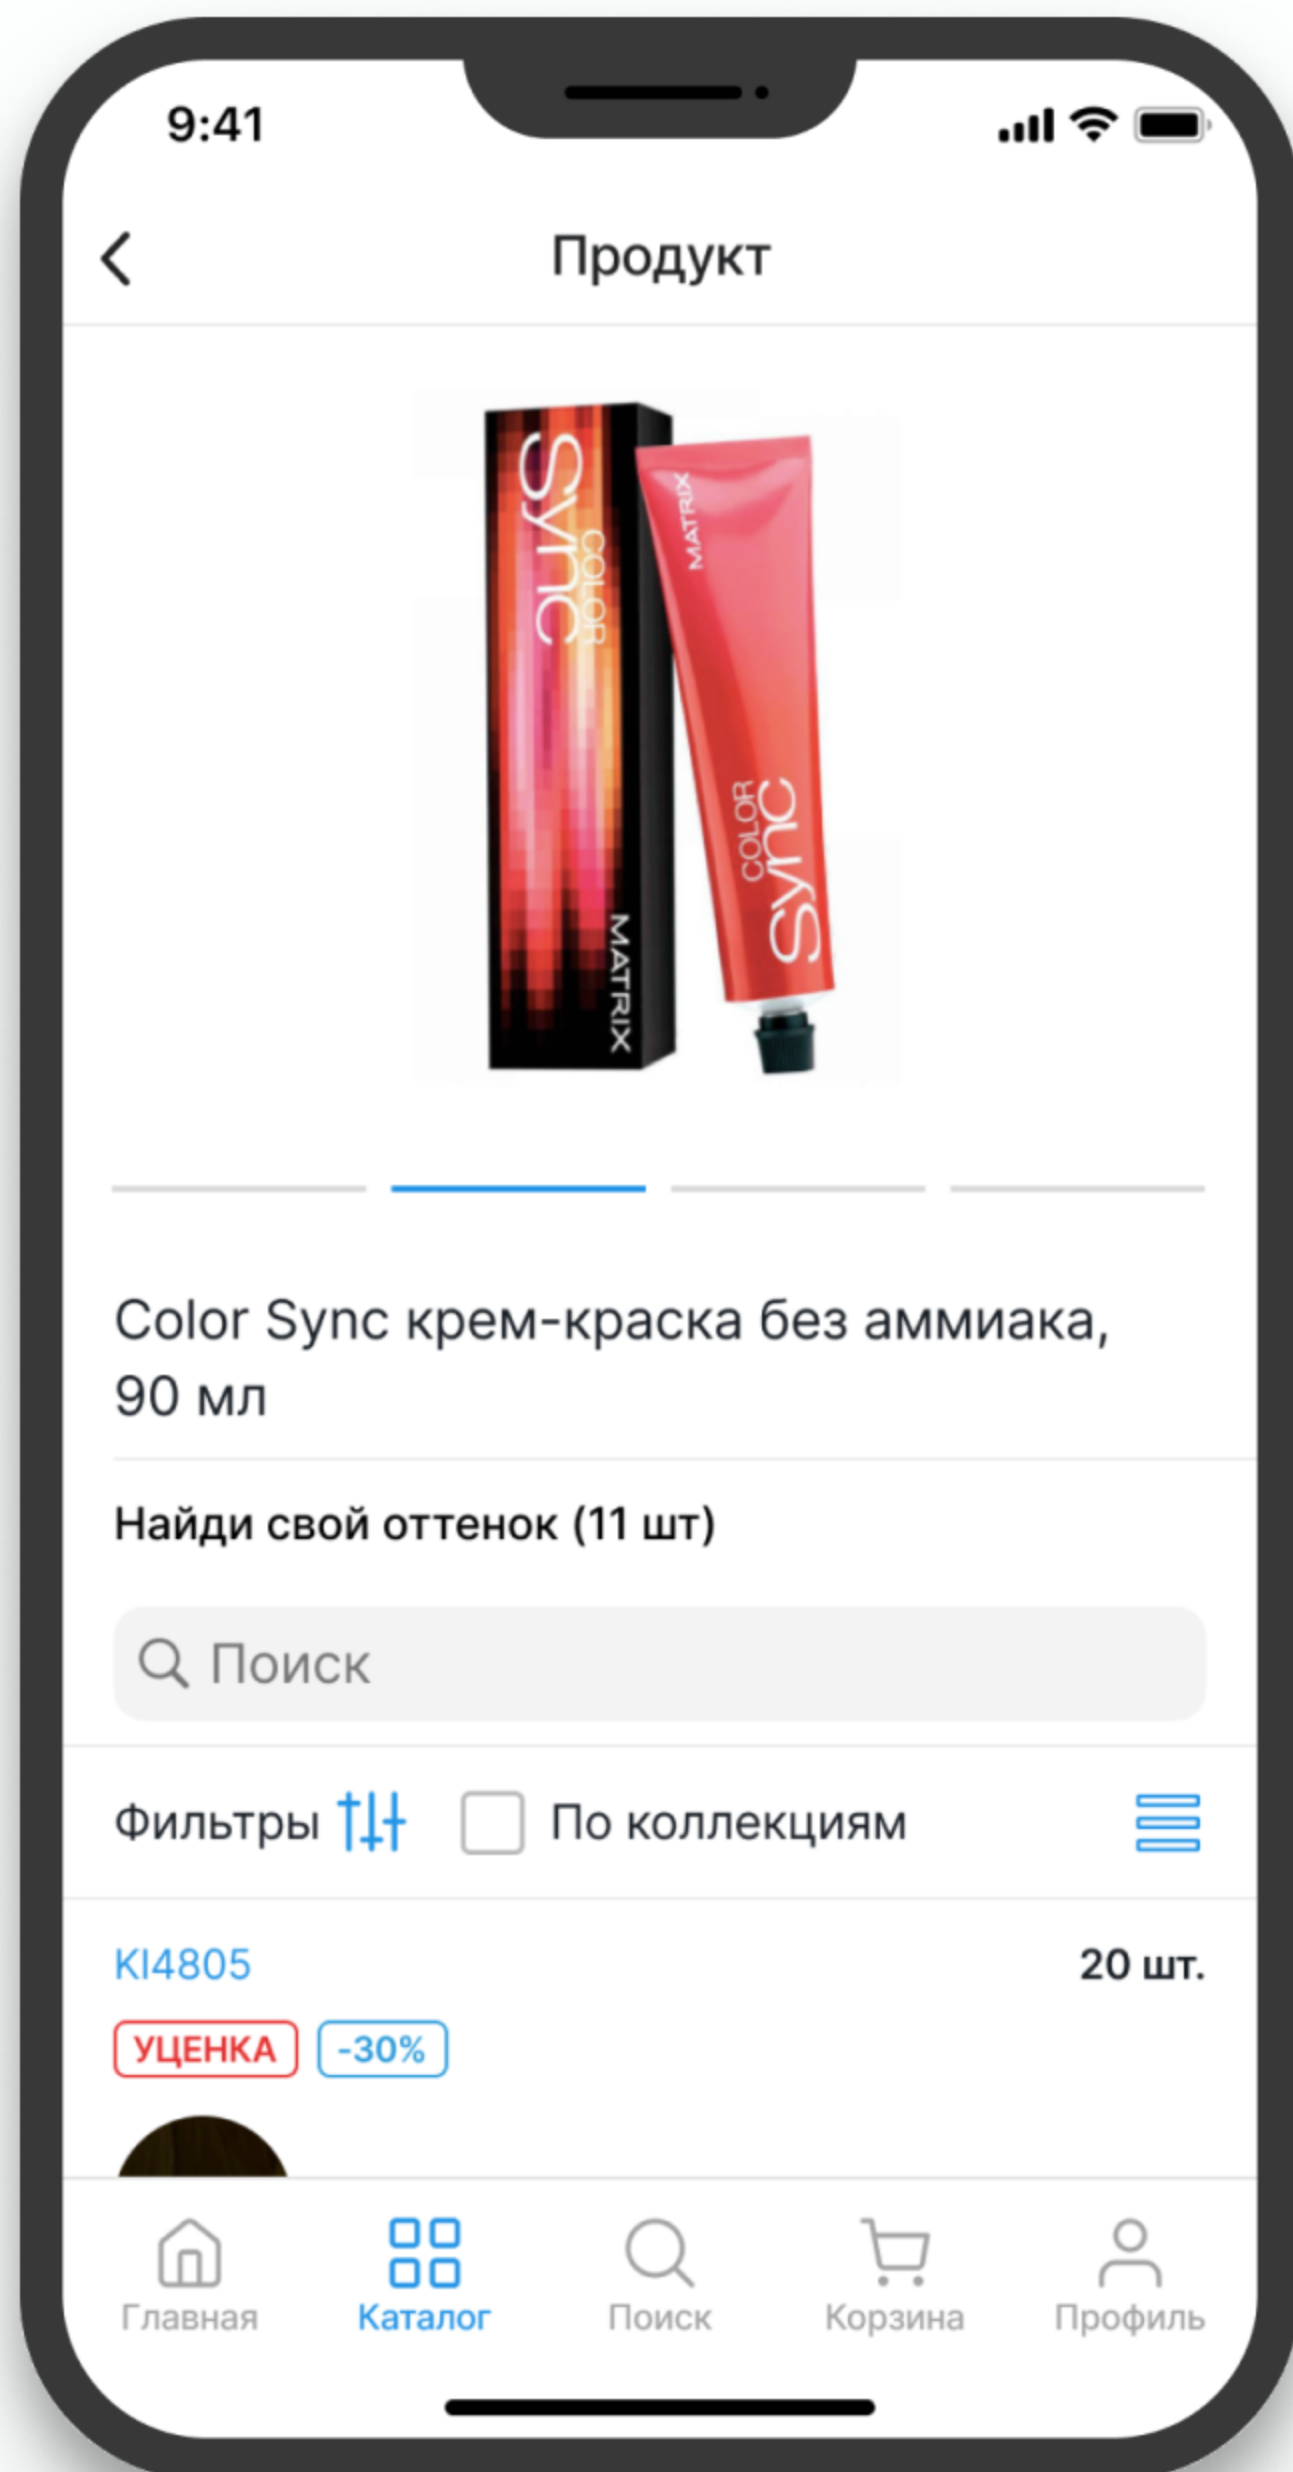 9:41
Продукт
Sync
COLOR
MATRIX
MATRIX
COLOR
Sync
Color Sync крем-краска без аммиака,
90 мл
Найди свой оттенок (11 шт)
Поиск
Фильтры По коллекциям
KI4805 20 шт.
УЦЕНКА -30%
Главная Каталог Поиск Корзина Профиль